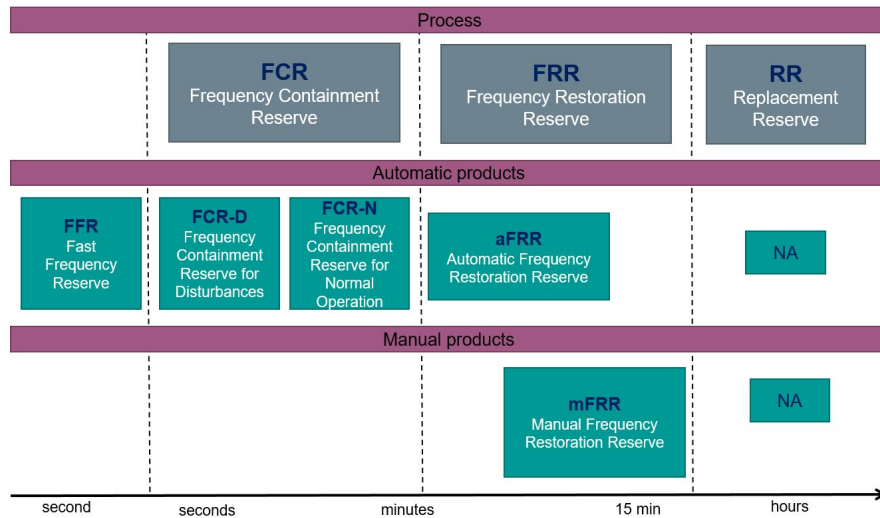 Process
FCR
Frequency Containment
Reserve
FRR
Frequency Restoration
Reserve
RR
Replacement
Reserve
Automatic products
FFR
Fast
Frequency
Reserve
FCR-D
Frequency
Containment
Reserve for
Disturbances
FCR-N
Frequency
Containment
Reserve for
Normal
Operation
aFRR
Automatic Frequency
Restoration Reserve
NA
Manual products
mFRR
Manual Frequency
Restoration Reserve
NA
second
seconds
minutes
15 min
hours